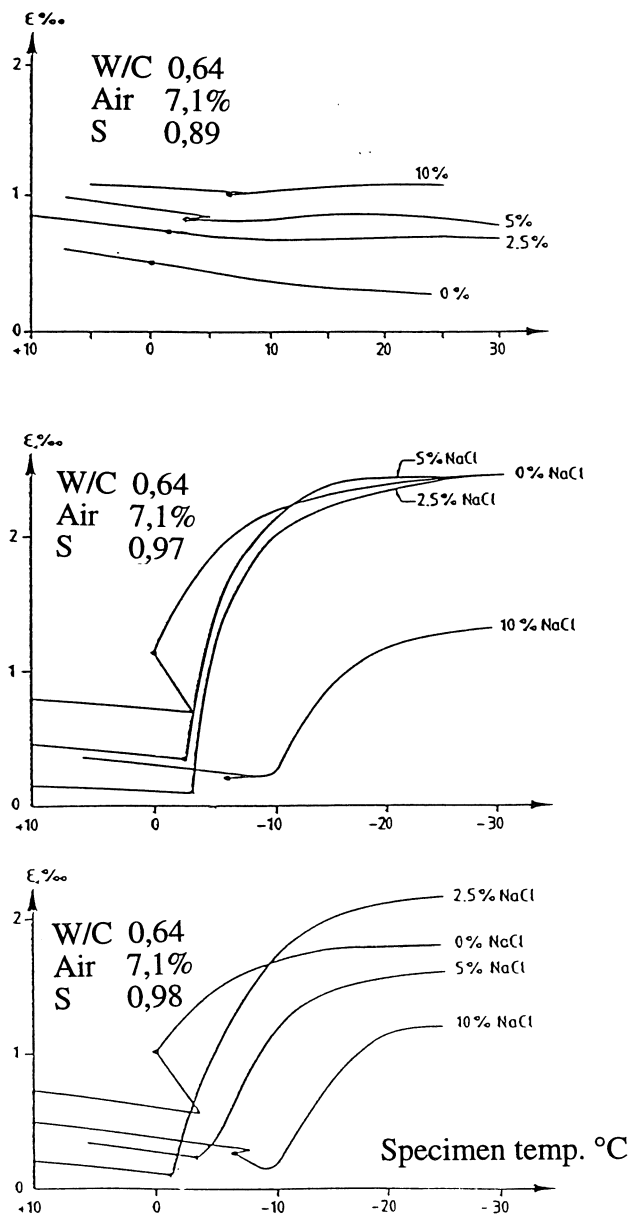 ε‰
2
W/C 0,64
Air 7,1%
S 0,89
10%
1
5%
2.5%
0%
0
+10 0 10 20 30
ε,‰
5% NaCl
0% NaCl
W/C 0,64
2.5% NaCl
Air 7,1%
2
S 0,97
10% NaCl
1
0
+10 0 -10 -20 -30
ε,‰
2.5% NaCl
2
W/C 0,64
0% NaCl
Air 7,1%
5% NaCl
S 0,98
10% NaCl
1
Specimen temp. °C
0
+10 0 -10 -20 -30